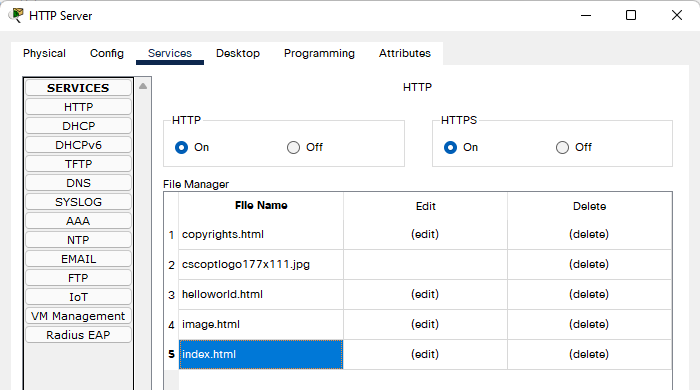 HTTP Server
Physical Config Services Desktop Programming Attributes
SERVICES
HTTP
DHCP
DHCPv6
TFTP
DNS
SYSLOG
AAA
NTP
EMAIL
FTP
IoT
VM Management
Radius EAP
HTTP
HTTP
On Off
HTTPS
On Off
File Manager
File Name Edit Delete
1 copyrights.html (edit) (delete)
2 cscoptlogo177x111.jpg (delete)
3 helloworld.html (edit) (delete)
4 image.html (edit) (delete)
5 index.html (edit) (delete)